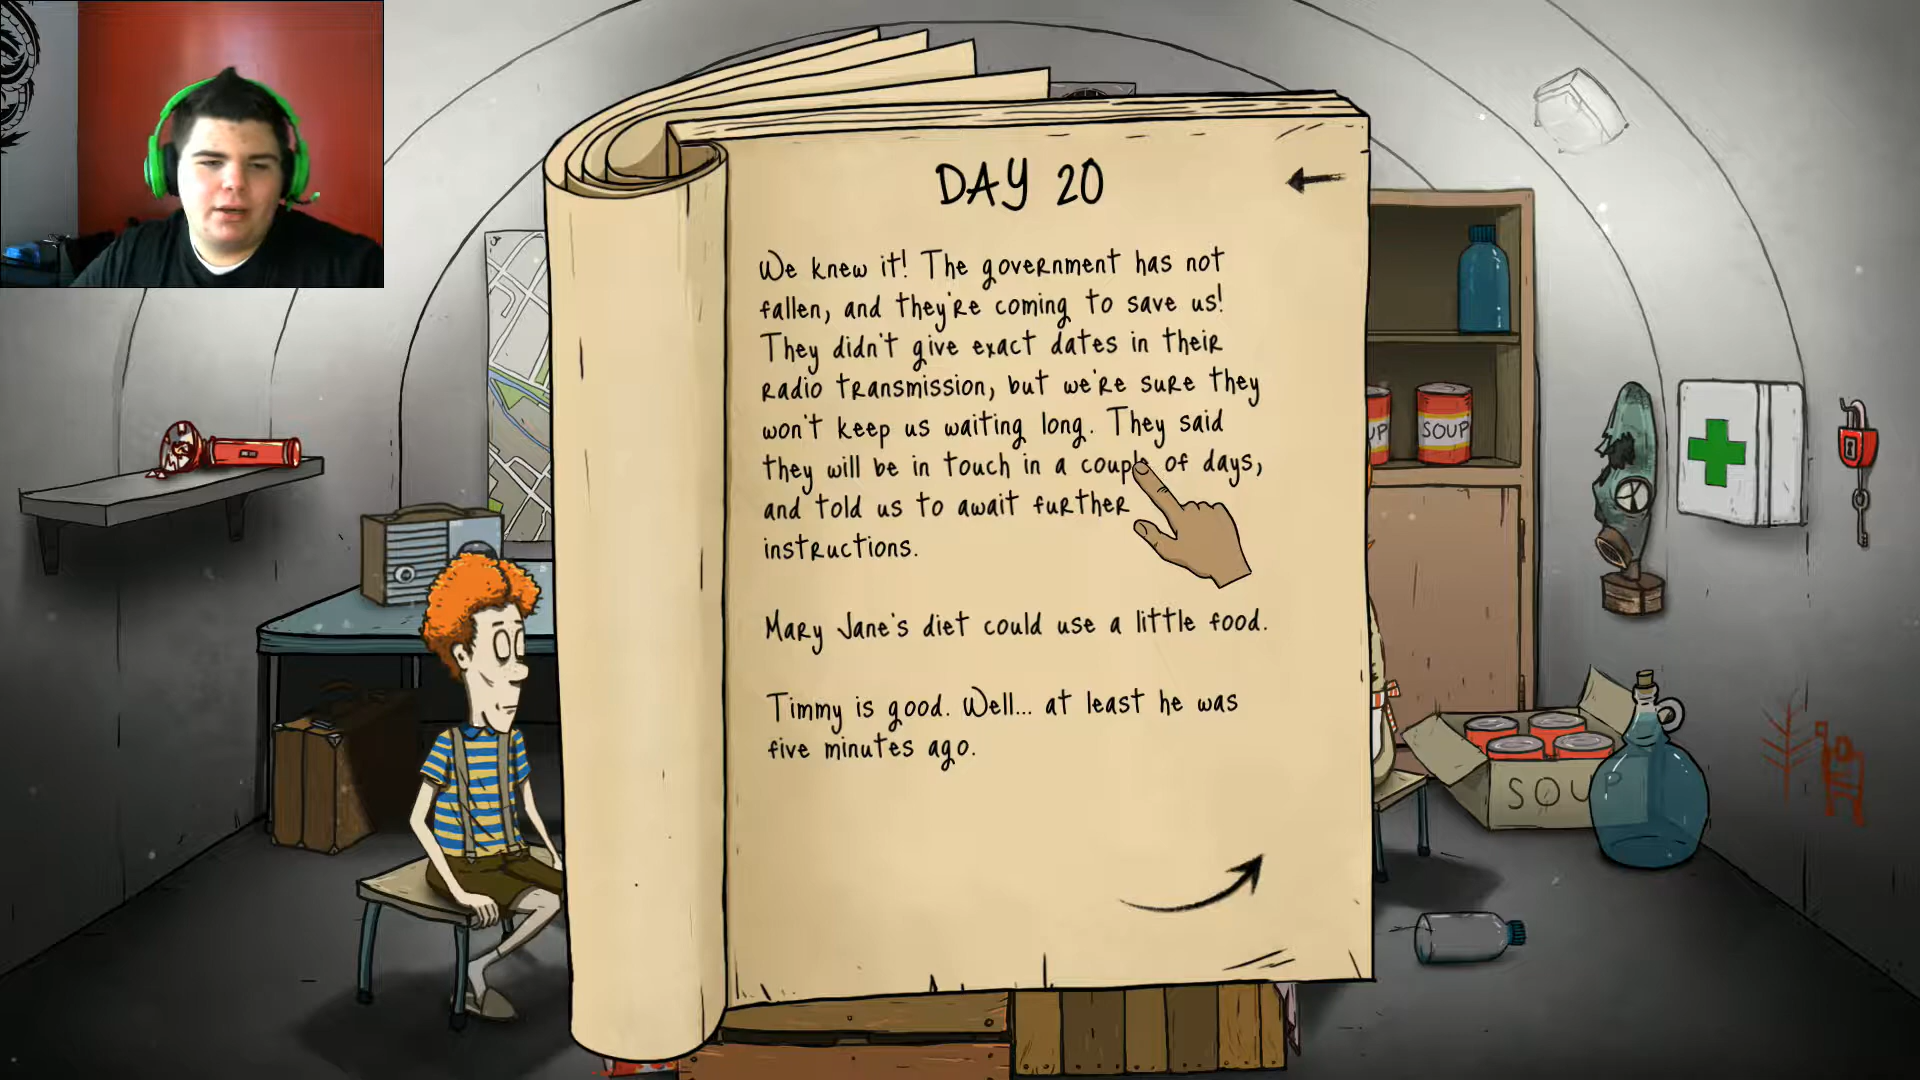 DAY 20
We knew it! The government has not
fallen, and they're coming to save us!
They didn't give exact dates in their
radio transmission, but we're sure they
won't keep us waiting long. They said
they will be in touch in a couple of days,
and told us to await further
instructions.
Mary Jane's diet could use a little food.
Timmy is good. Well... at least he was
five minutes ago.
SOUP